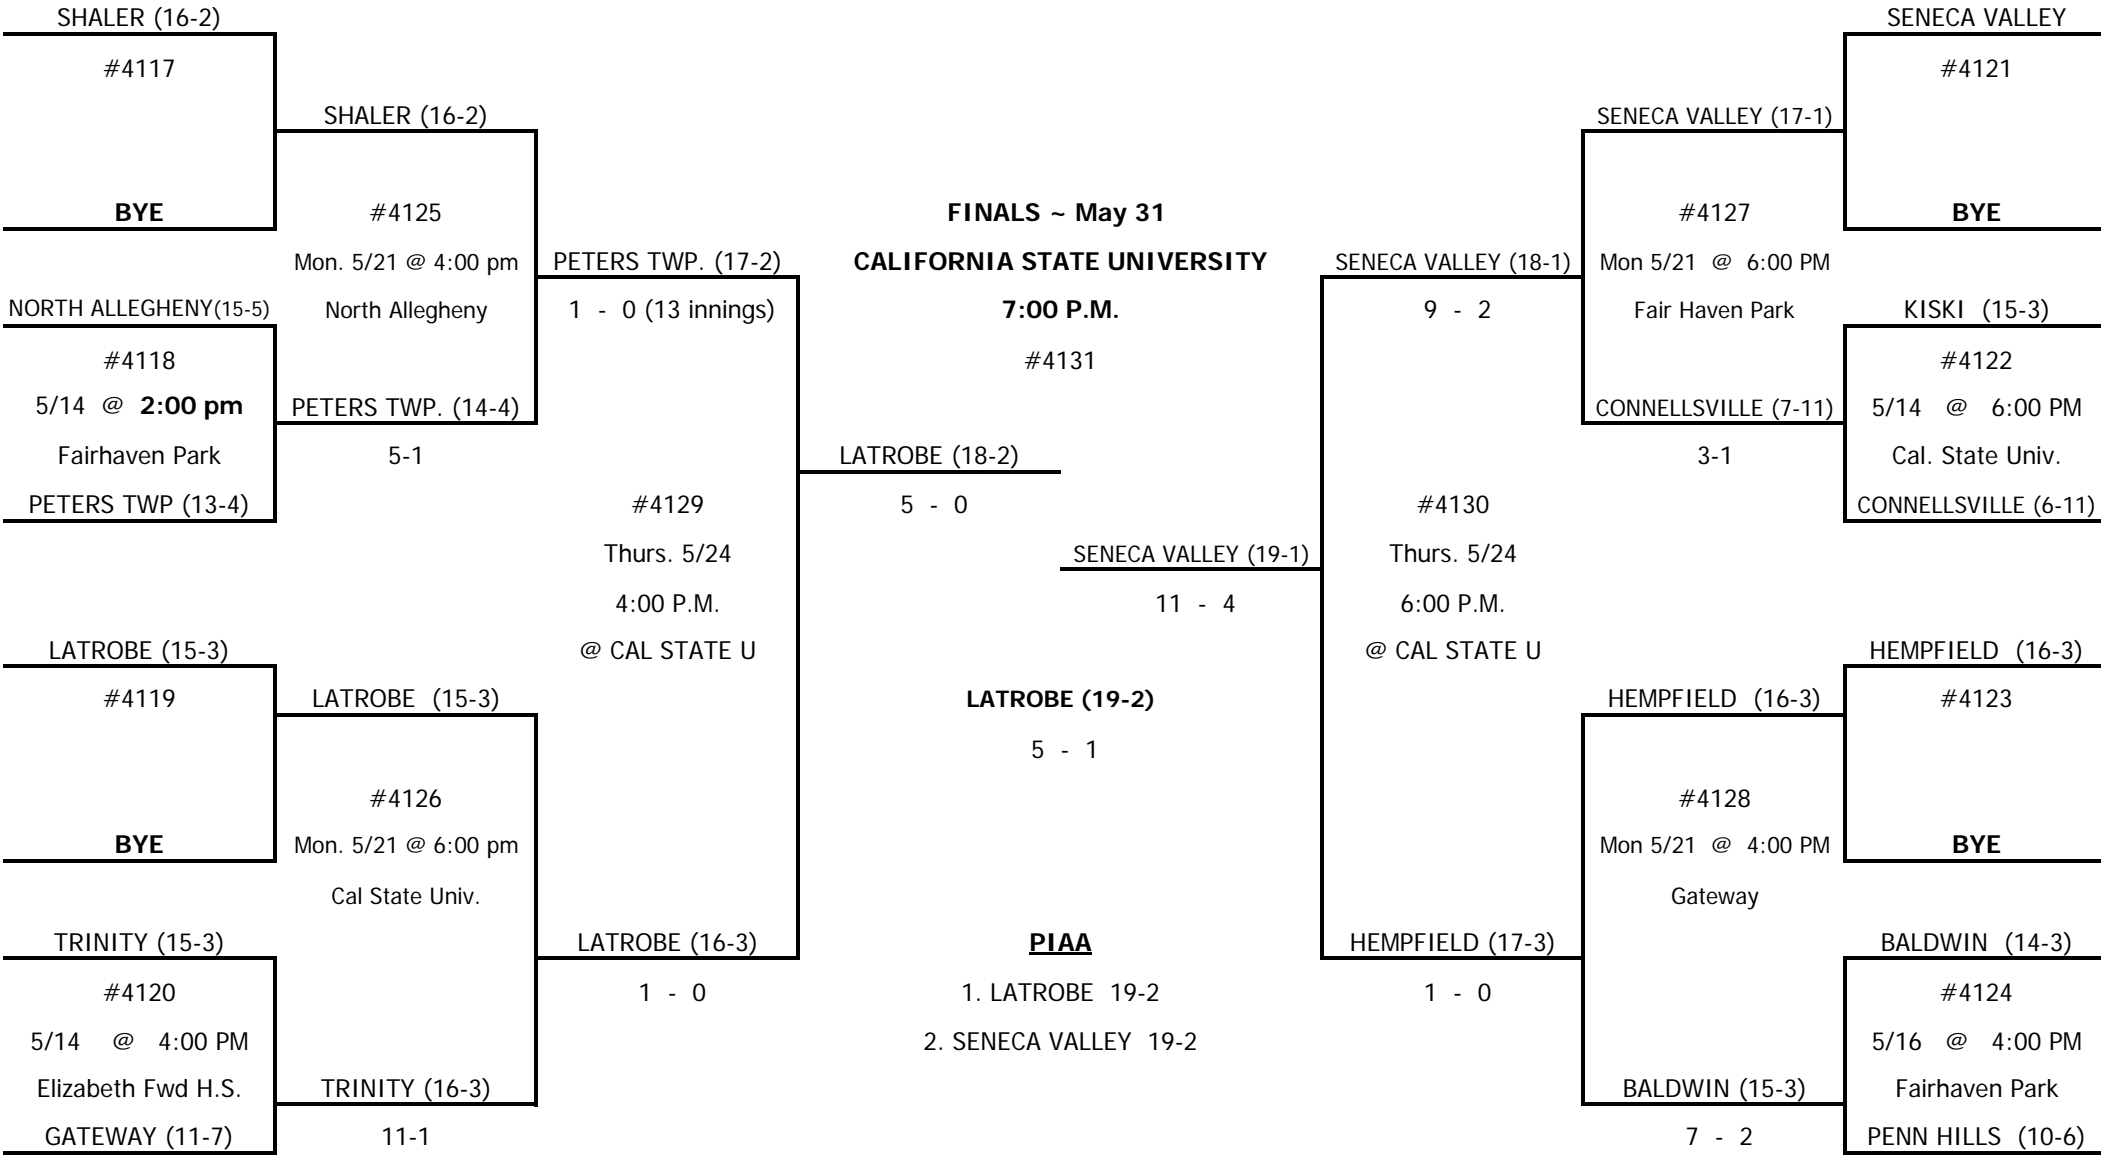 SHALER (16-2)
#4117
BYE
NORTH ALLEGHENY(15-5)
#4118
5/14 @ 2:00 pm
Fairhaven Park
PETERS TWP (13-4)
LATROBE (15-3)
#4119
BYE
TRINITY (15-3)
#4120
5/14 @ 4:00 PM
Elizabeth Fwd H.S.
GATEWAY (11-7)
SHALER (16-2)
#4125
Mon. 5/21 @ 4:00 pm
North Allegheny
PETERS TWP. (14-4)
5-1
LATROBE (15-3)
#4126
Mon. 5/21 @ 6:00 pm
Cal State Univ.
TRINITY (16-3)
11-1
PETERS TWP. (17-2)
1 - 0 (13 innings)
#4129
Thurs. 5/24
4:00 P.M.
@ CAL STATE U
LATROBE (16-3)
1 - 0
FINALS ~ May 31
CALIFORNIA STATE UNIVERSITY
7:00 P.M.
#4131
LATROBE (18-2)
5 - 0
SENECA VALLEY (19-1)
11 - 4
LATROBE (19-2)
5 - 1
PIAA
1. LATROBE 19-2
2. SENECA VALLEY 19-2
SENECA VALLEY (18-1)
9 - 2
#4130
Thurs. 5/24
6:00 P.M.
@ CAL STATE U
HEMPFIELD (17-3)
1 - 0
SENECA VALLEY (17-1)
#4127
Mon 5/21 @ 6:00 PM
Fair Haven Park
CONNELLSVILLE (7-11)
3-1
HEMPFIELD (16-3)
#4128
Mon 5/21 @ 4:00 PM
Gateway
BALDWIN (15-3)
7 - 2
SENECA VALLEY
#4121
BYE
KISKI (15-3)
#4122
5/14 @ 6:00 PM
Cal. State Univ.
CONNELLSVILLE (6-11)
HEMPFIELD (16-3)
#4123
BYE
BALDWIN (14-3)
#4124
5/16 @ 4:00 PM
Fairhaven Park
PENN HILLS (10-6)